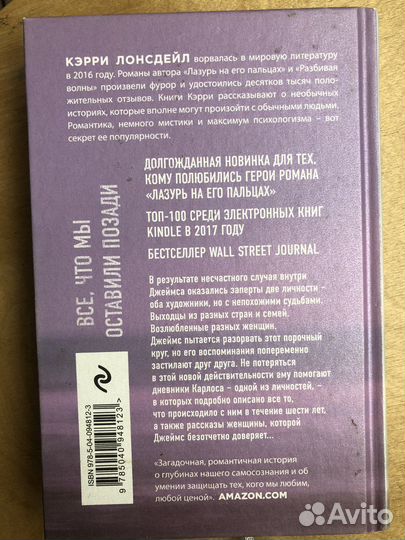 КЭРРИ ЛОНСДЕЙЛ ворвалась в мировую литературу
в 2016 году. Романы автора «Лазурь на его пальцах» и «Разбивая
волны» произвели фурор и удостоились десятков тысяч поло-
жительных отзывов. Книги Кэрри рассказывают о необычных
историях, которые вполне могут произойти с обычными людьми.
Романтика, немного мистики и максимум психологизма – вот
секрет ее популярности.
ДОЛГОЖДАННАЯ НОВИНКА ДЛЯ ТЕХ,
КОМУ ПОЛЮБИЛИСЬ ГЕРОИ РОМАНА
«ЛАЗУРЬ НА ЕГО ПАЛЬЦАХ»
ТОП-100 СРЕДИ ЭЛЕКТРОННЫХ КНИГ
KINDLE В 2017 ГОДУ
БЕСТСЕЛЛЕР WALL STREET JOURNAL
ВСЕ, ЧТО МЫ
ОСТАВИЛИ ПОЗАДИ
В результате несчастного случая внутри
Джеймса оказались заперты две личности –
оба художники, но с непохожими судьбами.
Выходцы из разных стран и семей.
Возлюбленные разных женщин.
Джеймс пытается разорвать этот порочный
круг, но его воспоминания попеременно
застилают друг друга. Не потеряться
в этой новой действительности ему помогают
дневники Карлоса – одной из личностей, –
в которых подробно описано все то,
что происходило с ним в течение шести лет,
а также рассказы женщины, которой
Джеймс безотчетно доверяет...
ISBN 978-5-04-094812-3
9 785040 948123 >
«Загадочная, романтичная история
о глубинах нашего самосознания и об
умении защищать тех, кого мы любим,
любой ценой». AMAZON.COM
Avito